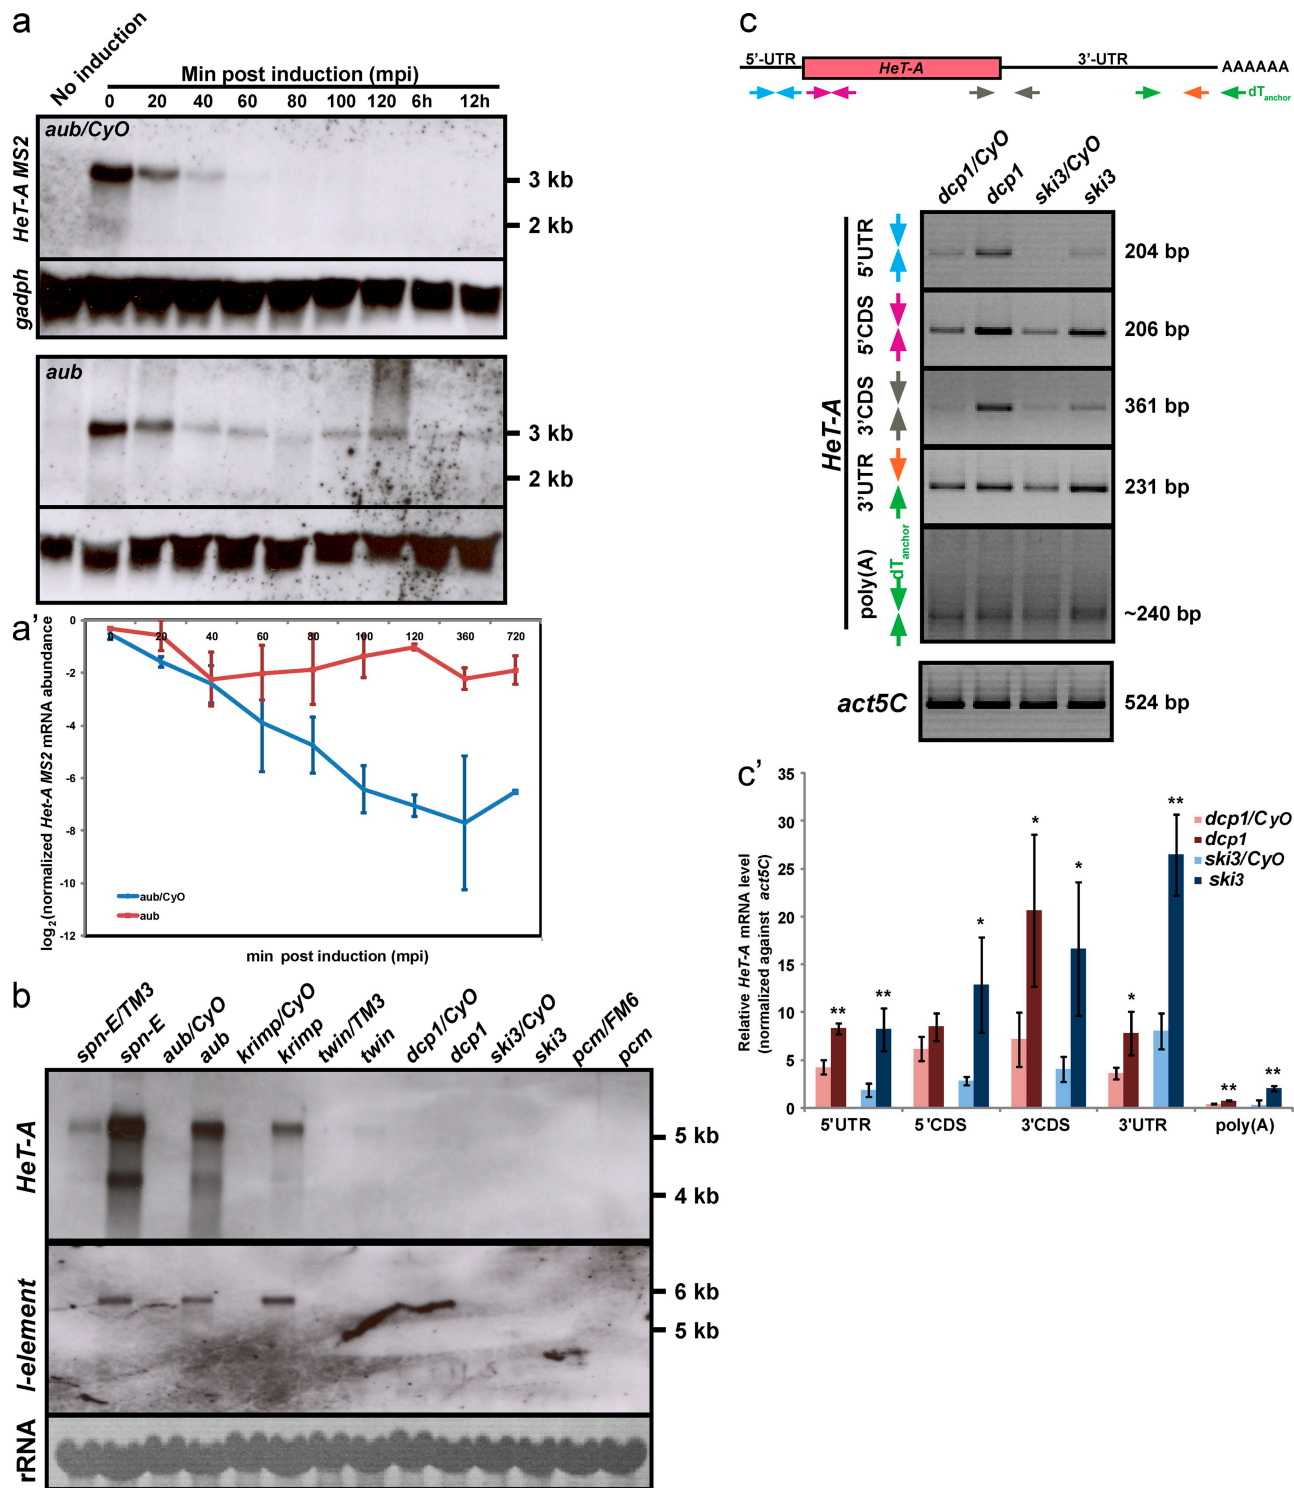 a
No induction
Min post induction (mpi)
0 20 40 60 80 100 120 6h 12h
aub/CyO
HeT-A MS2
3 kb
2 kb
gadph
aub
3 kb
2 kb
a'
0
-2
-4
-6
-8
-10
-12
0 20 40 60 80 100 120 360 720
log2(normalized Het-A MS2 mRNA abundance
aub/CyO
aub
min post induction (mpi)
b
spn-E/TM3
spn-E
aub/CyO
aub
krimp/CyO
krimp
twin/TM3
twin
dcp1/CyO
dcp1
ski3/CyO
ski3
pcm/FM6
pcm
HeT-A
5 kb
4 kb
I-element
6 kb
5 kb
rRNA
c
5'-UTR
HeT-A
3'-UTR
AAAAAA
dTanchor
dcp1/CyO
dcp1
ski3/CyO
ski3
HeT-A
5'UTR
204 bp
5'CDS
206 bp
3'CDS
361 bp
3'UTR
231 bp
poly(A)
dTanchor
~240 bp
act5C
524 bp
c'
Relative HeT-A mRNA level
(normalized against act5C)
35
30
25
20
15
10
5
0
** ** * * * * ** ** **
dcp1/CyO
dcp1
ski3/CyO
ski3
5'UTR 5'CDS 3'CDS 3'UTR poly(A)